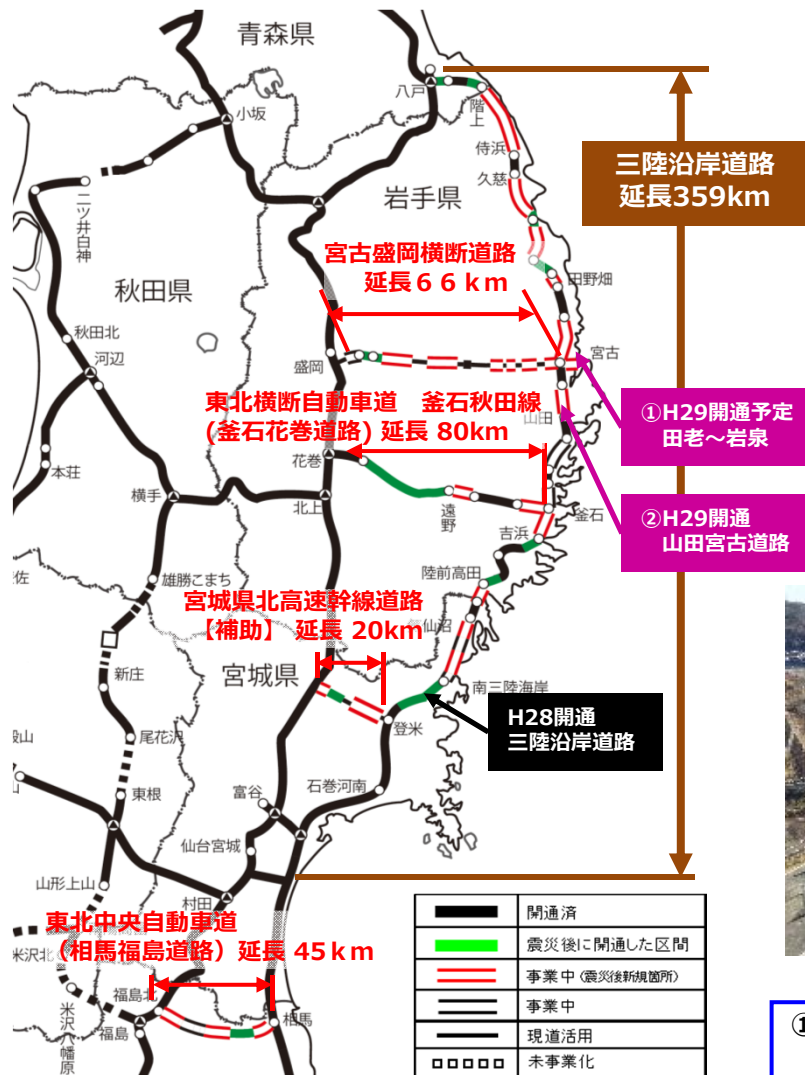 青森県
八戸
小坂
階上
侍浜
三陸沿岸道路
延長359km
久慈
岩手県
二ツ井白神
宮古盛岡横断道路
延長66km
田野畑
秋田県
秋田北
河辺
盛岡
宮古
東北横断自動車道 釜石秋田線
(釜石花巻道路) 延長 80km
①H29開通予定
田老～岩泉
山田
花巻
本荘
横手
北上
遠野
釜石
②H29開通
山田宮古道路
吉浜
雄勝こまち
陸前高田
宮城県北高速幹線道路
【補助】 延長 20km
仙沼
新庄
宮城県
南三陸海岸
H28開通
三陸沿岸道路
登米
尾花沢
富谷
石巻河南
東根
仙台宮城
山形上山
村田
東北中央自動車道
(相馬福島道路) 延長 45km
米沢北
福島北
相馬
福島
米沢八幡原
開通済
震災後に開通した区間
事業中 (震災後新規箇所)
事業中
現道活用
未事業化
①